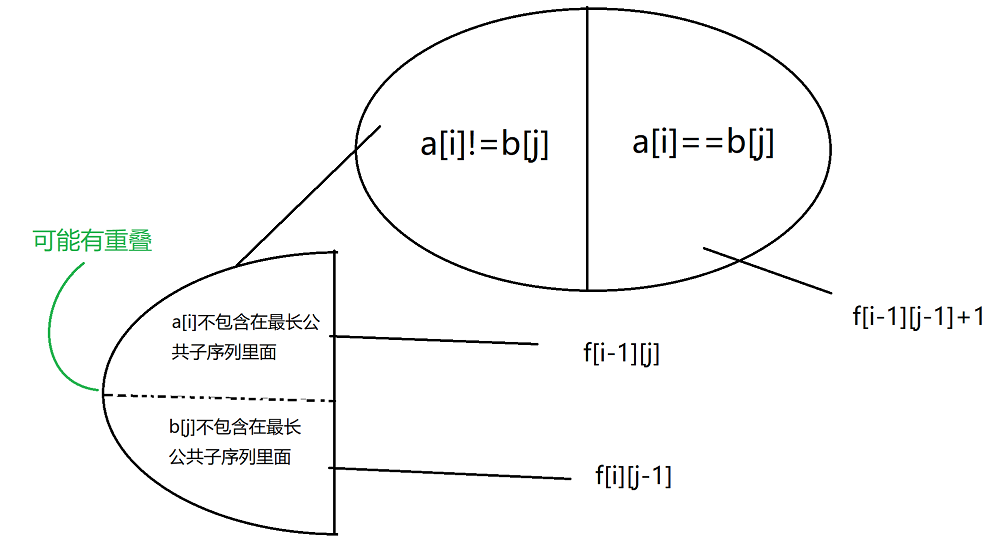 a[i]!=b[j]
a[i]==b[j]
可能有重叠
f[i-1][j-1]+1
a[i]不包含在最长公
共子序列里面
f[i-1][j]
b[j]不包含在最长
公共子序列里面
f[i][j-1]